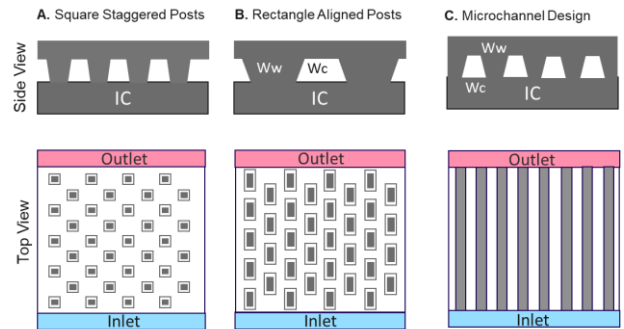 A. Square Staggered Posts
B. Rectangle Aligned Posts
C. Microchannel Design
Side View
IC
Ww
Wc
IC
Ww
Wc
IC
Top View
Outlet
Inlet
Outlet
Inlet
Outlet
Inlet